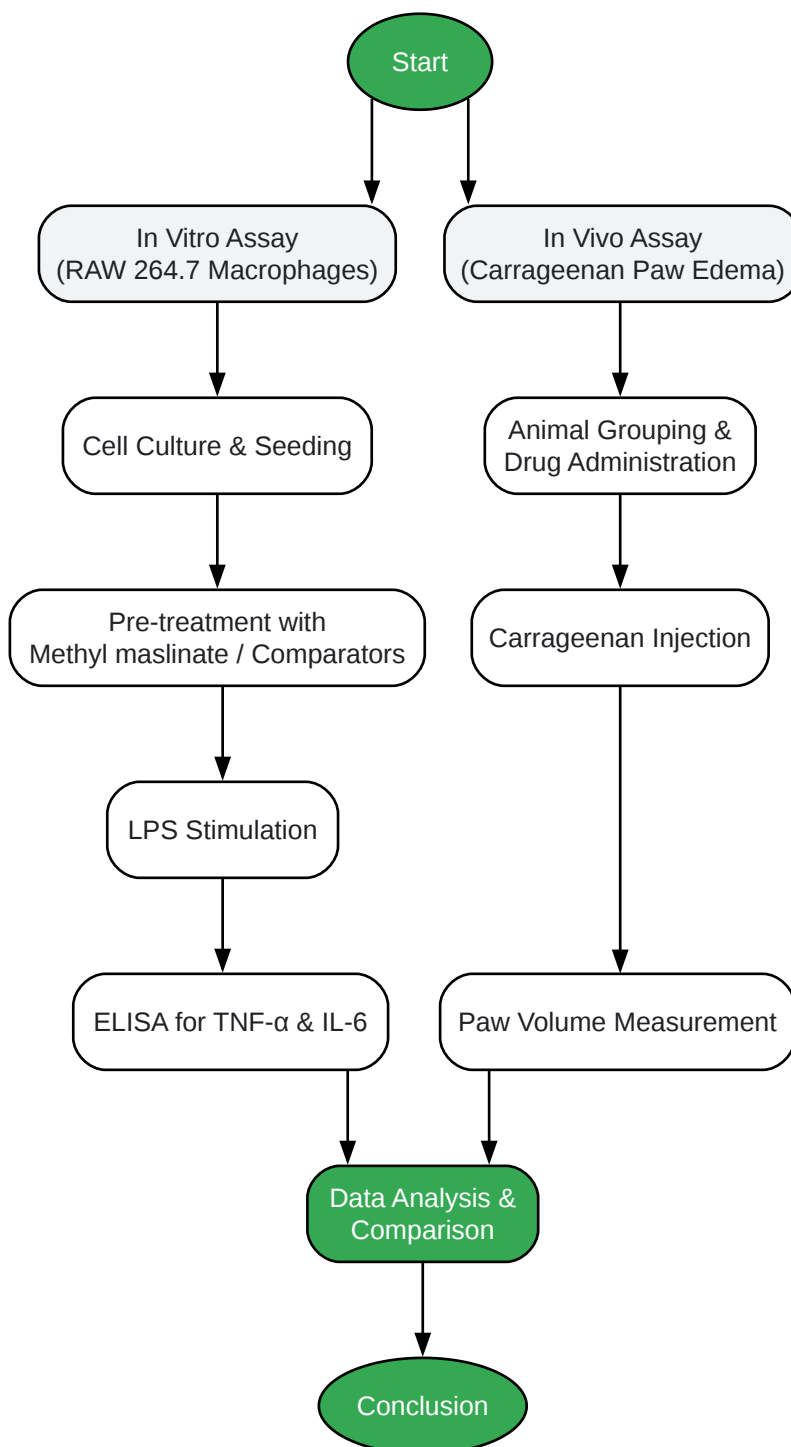 Start
In Vitro Assay
(RAW 264.7 Macrophages)
In Vivo Assay
(Carrageenan Paw Edema)
Cell Culture & Seeding
Animal Grouping &
Drug Administration
Pre-treatment with
Methyl maslinate / Comparators
Carrageenan Injection
LPS Stimulation
ELISA for TNF-α & IL-6
Paw Volume Measurement
Data Analysis &
Comparison
Conclusion